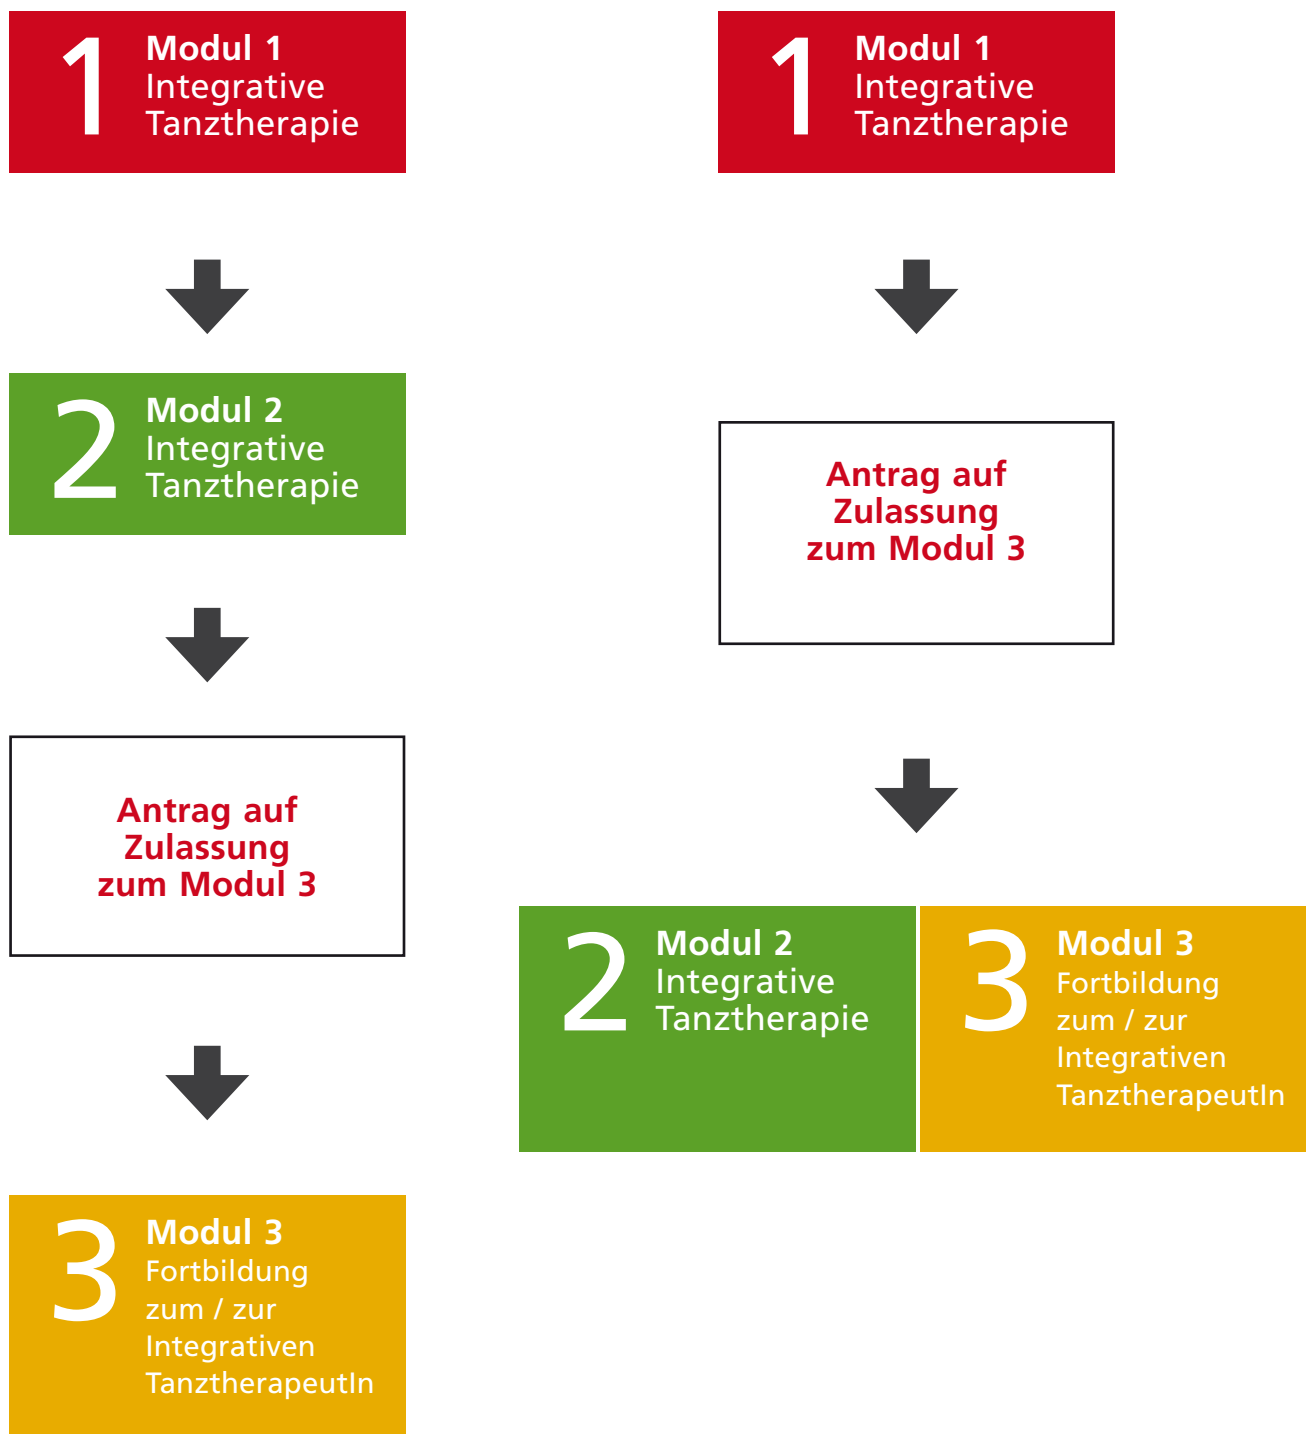 1
Modul 1
Integrative
Tanztherapie
2
Modul 2
Integrative
Tanztherapie
Antrag auf
Zulassung
zum Modul 3
3
Modul 3
Fortbildung
zum / zur
Integrativen
TanztherapeutIn
1
Modul 1
Integrative
Tanztherapie
Antrag auf
Zulassung
zum Modul 3
2
Modul 2
Integrative
Tanztherapie
3
Modul 3
Fortbildung
zum / zur
Integrativen
TanztherapeutIn